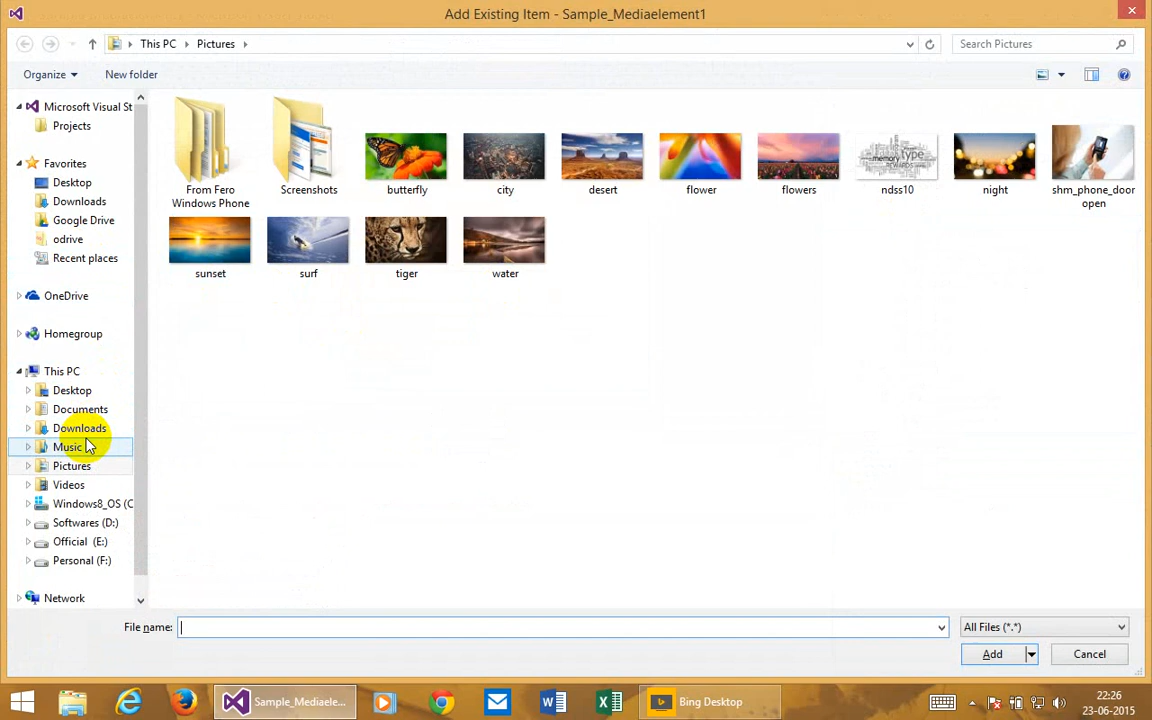 Add Existing Item - Sample_Mediaelement1
This PC
Pictures
Search Pictures
Organize
New folder
Microsoft Visual St
Projects
Favorites
Desktop
Downloads
Google Drive
odrive
Recent places
OneDrive
Homegroup
This PC
Desktop
Documents
Downloads
Music
Pictures
Videos
Windows8_OS (C
Softwares (D:)
Official (E:)
Personal (F:)
Network
From Fero
Windows Phone
Screenshots
butterfly
city
desert
flower
flowers
ndss10
night
shm_phone_door
open
sunset
surf
tiger
water
memory type
File name:
All Files (*.*)
Add
Cancel
Sample_Mediaele...
Bing Desktop
22:26
23-06-2015